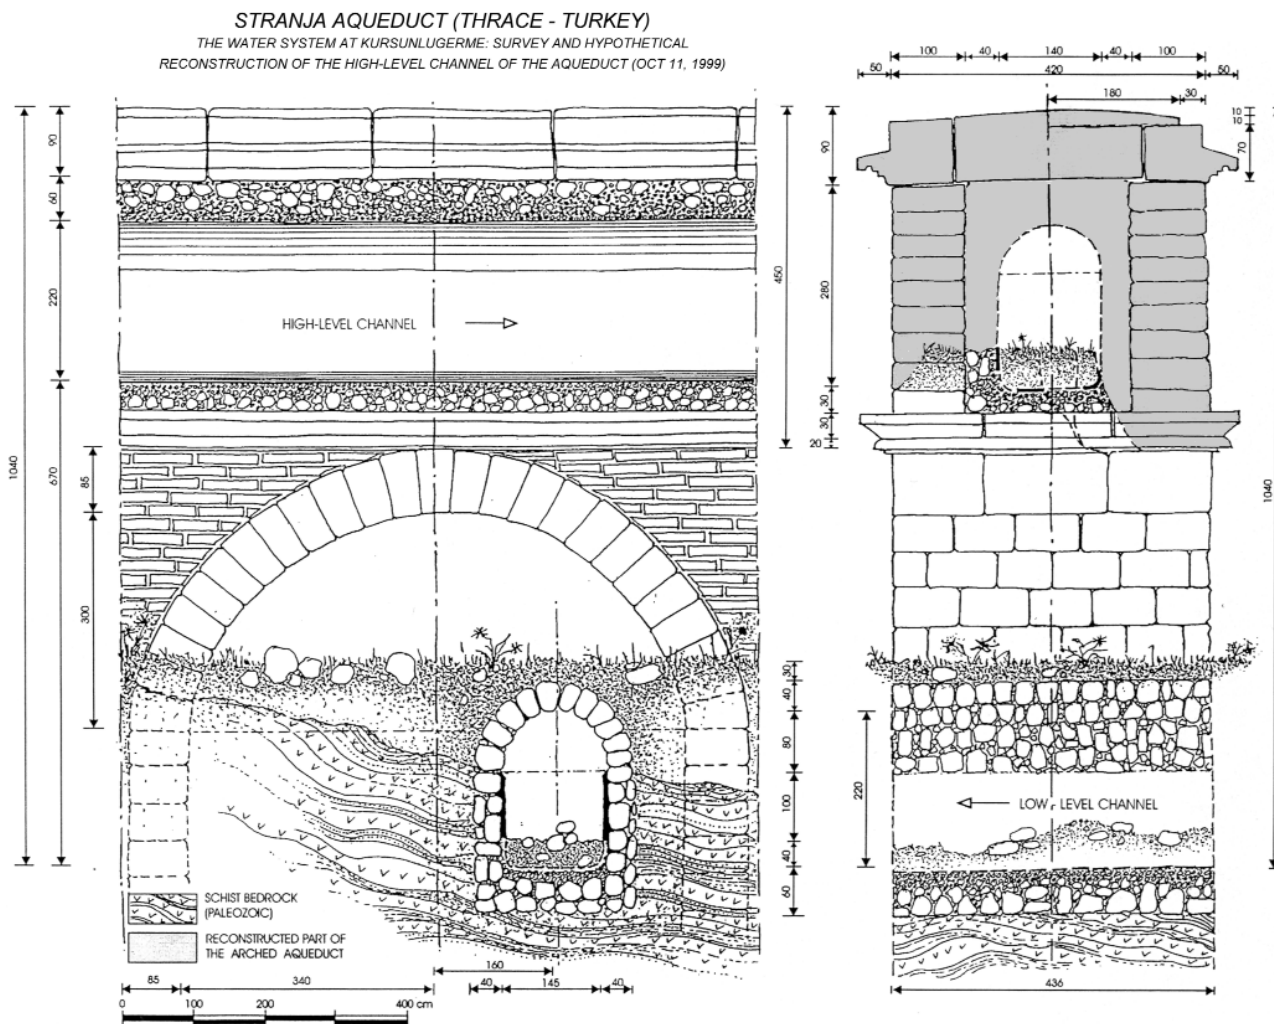 STRANJA AQUEDUCT (THRACE - TURKEY)
THE WATER SYSTEM AT KURSUNLUGERME: SURVEY AND HYPOTHETICAL
RECONSTRUCTION OF THE HIGH-LEVEL CHANNEL OF THE AQUEDUCT (OCT 11, 1999)
100 40 140 40 100
50 420 50
180 30
10
10
90
60
220
1040
670
85
300
HIGH-LEVEL CHANNEL
450
90
280
30
30
20
70
1040
30
40
80
100
40
60
220
LOW LEVEL CHANNEL
SCHIST BEDROCK
(PALEOZOIC)
RECONSTRUCTED PART OF
THE ARCHED AQUEDUCT
160
85 340 40 145 40
436
0 100 200 400 cm